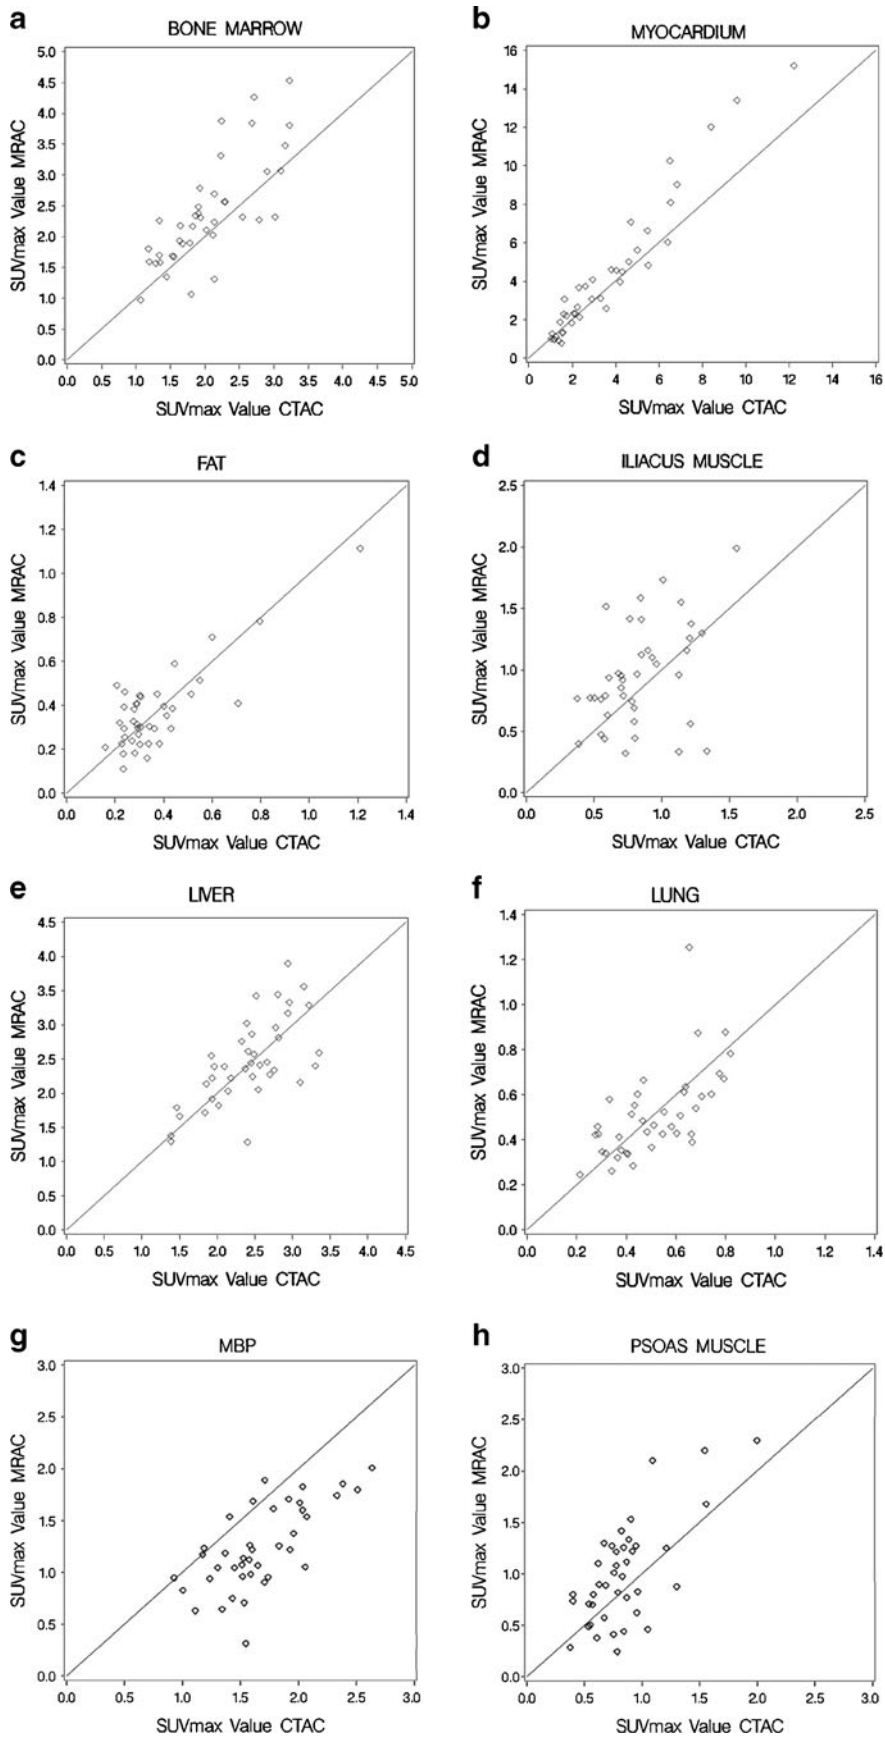 a
BONE MARROW
5.0
4.5
4.0
3.5
3.0
2.5
2.0
1.5
1.0
0.5
0.0
SUVmax Value MRAC
0.0 0.5 1.0 1.5 2.0 2.5 3.0 3.5 4.0 4.5 5.0
SUVmax Value CTAC
b
MYOCARDIUM
16
14
12
10
8
6
4
2
0
SUVmax Value MRAC
0 2 4 6 8 10 12 14 16
SUVmax Value CTAC
c
FAT
1.4
1.2
1.0
0.8
0.6
0.4
0.2
0.0
SUVmax Value MRAC
0.0 0.2 0.4 0.6 0.8 1.0 1.2 1.4
SUVmax Value CTAC
d
ILIACUS MUSCLE
2.5
2.0
1.5
1.0
0.5
0.0
SUVmax Value MRAC
0.0 0.5 1.0 1.5 2.0 2.5
SUVmax Value CTAC
e
LIVER
4.5
4.0
3.5
3.0
2.5
2.0
1.5
1.0
0.5
0.0
SUVmax Value MRAC
0.0 0.5 1.0 1.5 2.0 2.5 3.0 3.5 4.0 4.5
SUVmax Value CTAC
f
LUNG
1.4
1.2
1.0
0.8
0.6
0.4
0.2
0.0
SUVmax Value MRAC
0.0 0.2 0.4 0.6 0.8 1.0 1.2 1.4
SUVmax Value CTAC
g
MBP
3.0
2.5
2.0
1.5
1.0
0.5
0.0
SUVmax Value MRAC
0.0 0.5 1.0 1.5 2.0 2.5 3.0
SUVmax Value CTAC
h
PSOAS MUSCLE
3.0
2.5
2.0
1.5
1.0
0.5
0.0
SUVmax Value MRAC
0.0 0.5 1.0 1.5 2.0 2.5 3.0
SUVmax Value CTAC